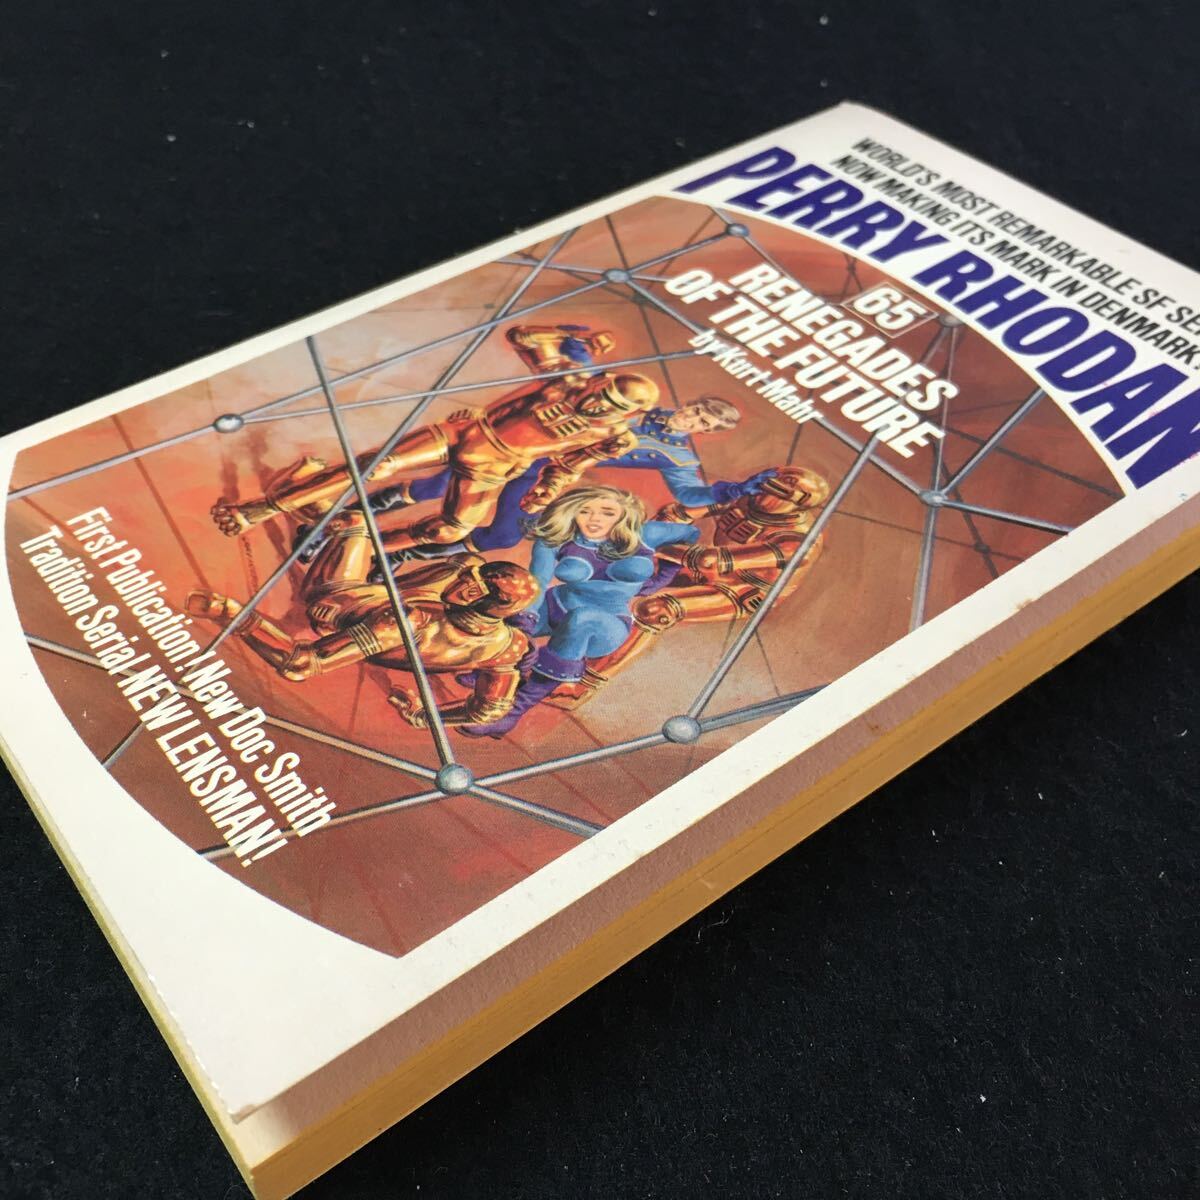 WORLD'S MOST REMARKABLE SF
NOW MAKING ITS MARK IN DENMARK
PERRY RHODAN
65
RENEGADES
OF THE FUTURE
by Kurt Mahr
First Publication! New Doc Smith
Tradition Serial NEW LENSMAN!